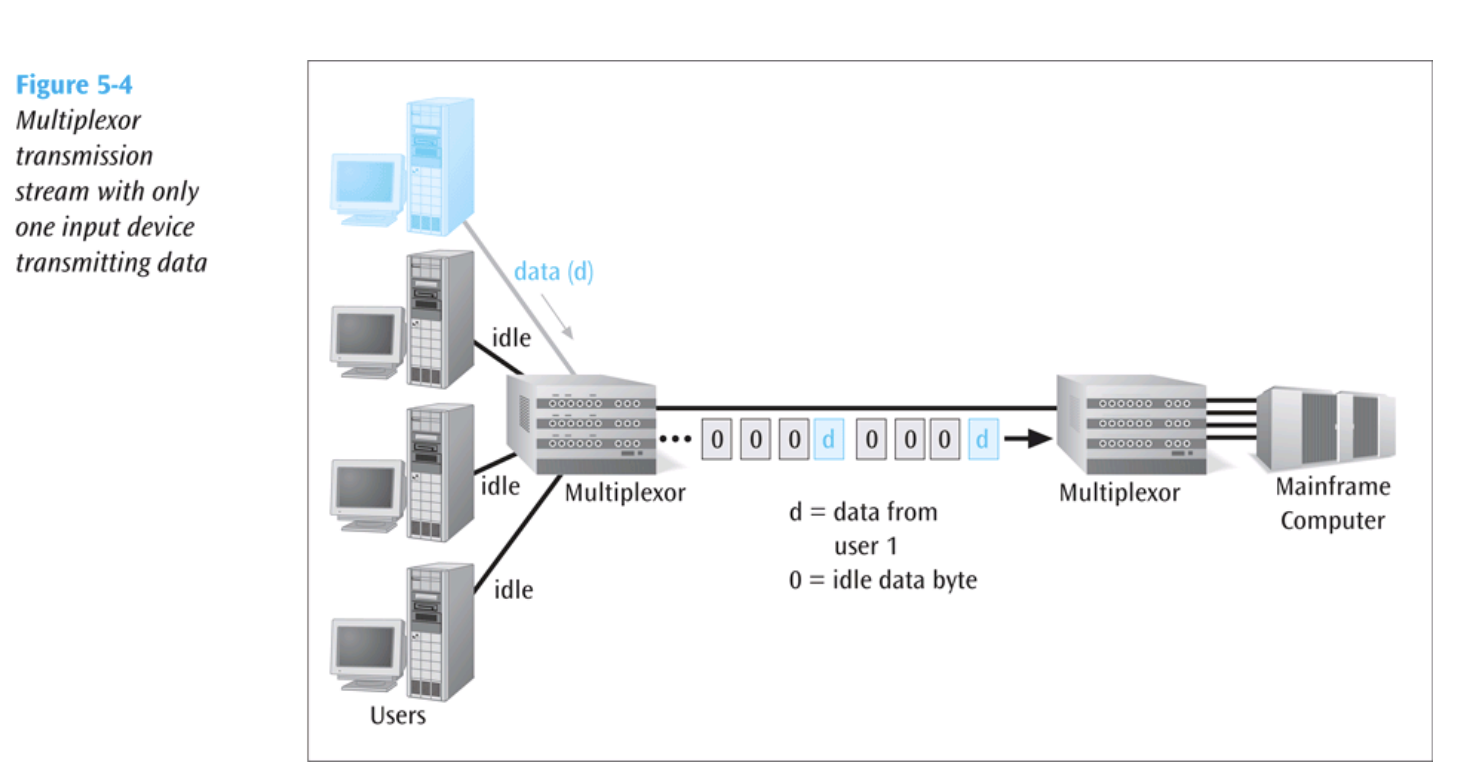 Figure 5-4
Multiplexor
transmission
stream with only
one input device
transmitting data
data (d)
idle
idle
idle
Users
Multiplexor
••• 0 0 0 d 0 0 0 d
d = data from
user 1
0 = idle data byte
Multiplexor
Mainframe
Computer